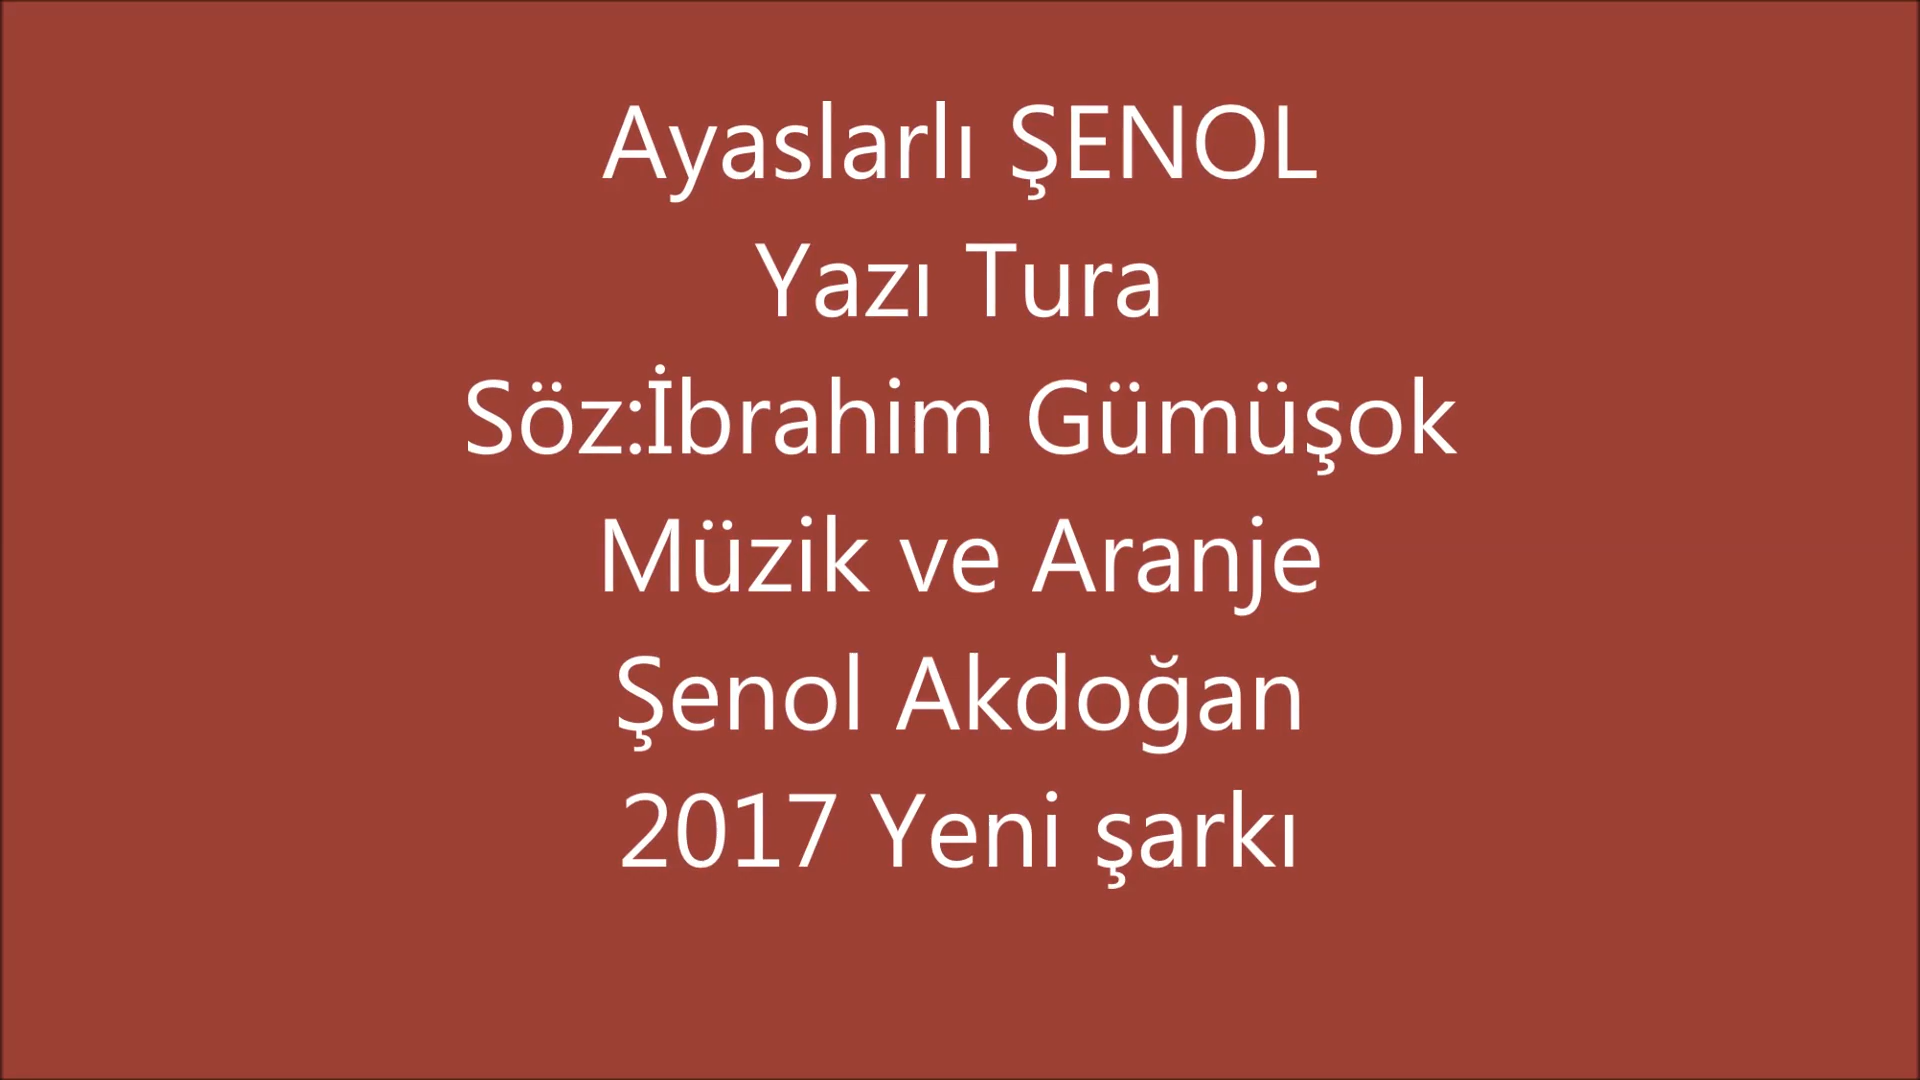 Ayaslarlı ŞENOL
Yazı Tura
Söz:İbrahim Gümüşok
Müzik ve Aranje
Şenol Akdoğan
2017 Yeni şarkı